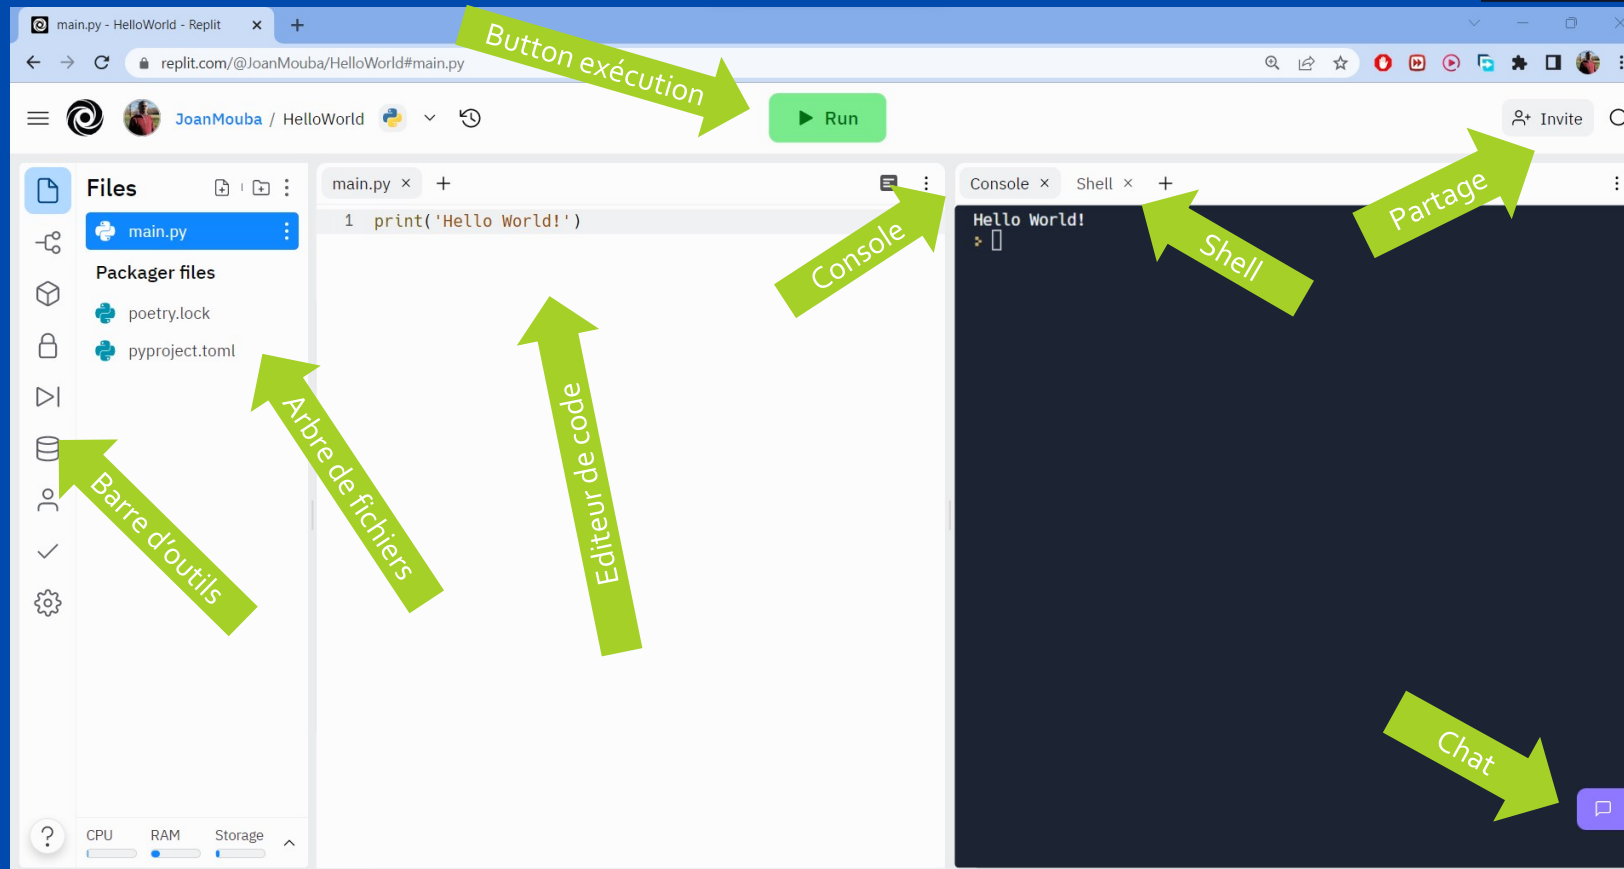 main.py - HelloWorld - Replit
replit.com/@JoanMouba/HelloWorld#main.py
Button exécution
JoanMouba / HelloWorld
Run
Invite
Partage
Files
main.py
Console
Shell
main.py
1 print('Hello World!')
Hello World!
Console
Shell
Packager files
poetry.lock
pyproject.toml
Arbre de fichiers
Editeur de code
Barre d'outils
Chat
?
CPU RAM Storage